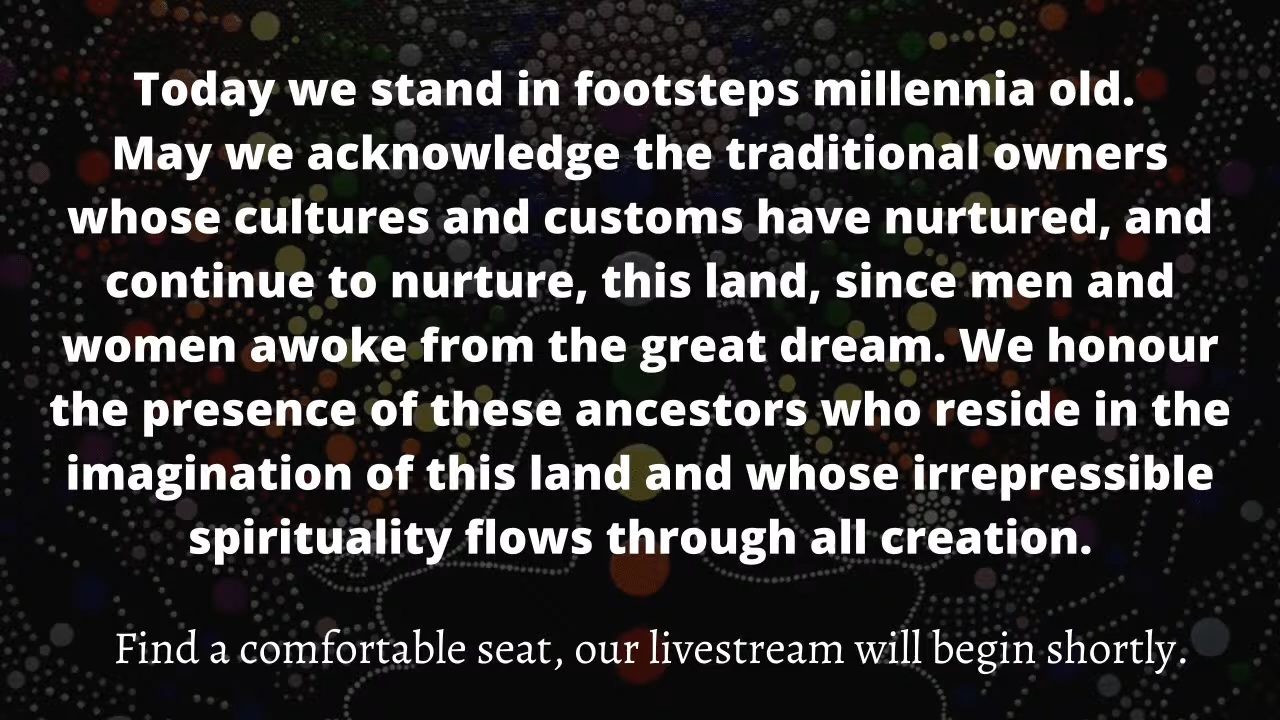 Today we stand in footsteps millennia old.
May we acknowledge the traditional owners
whose cultures and customs have nurtured, and
continue to nurture, this land, since men and
women awoke from the great dream. We honour
the presence of these ancestors who reside in the
imagination of this land and whose irrepressible
spirituality flows through all creation.
Find a comfortable seat, our livestream will begin shortly.